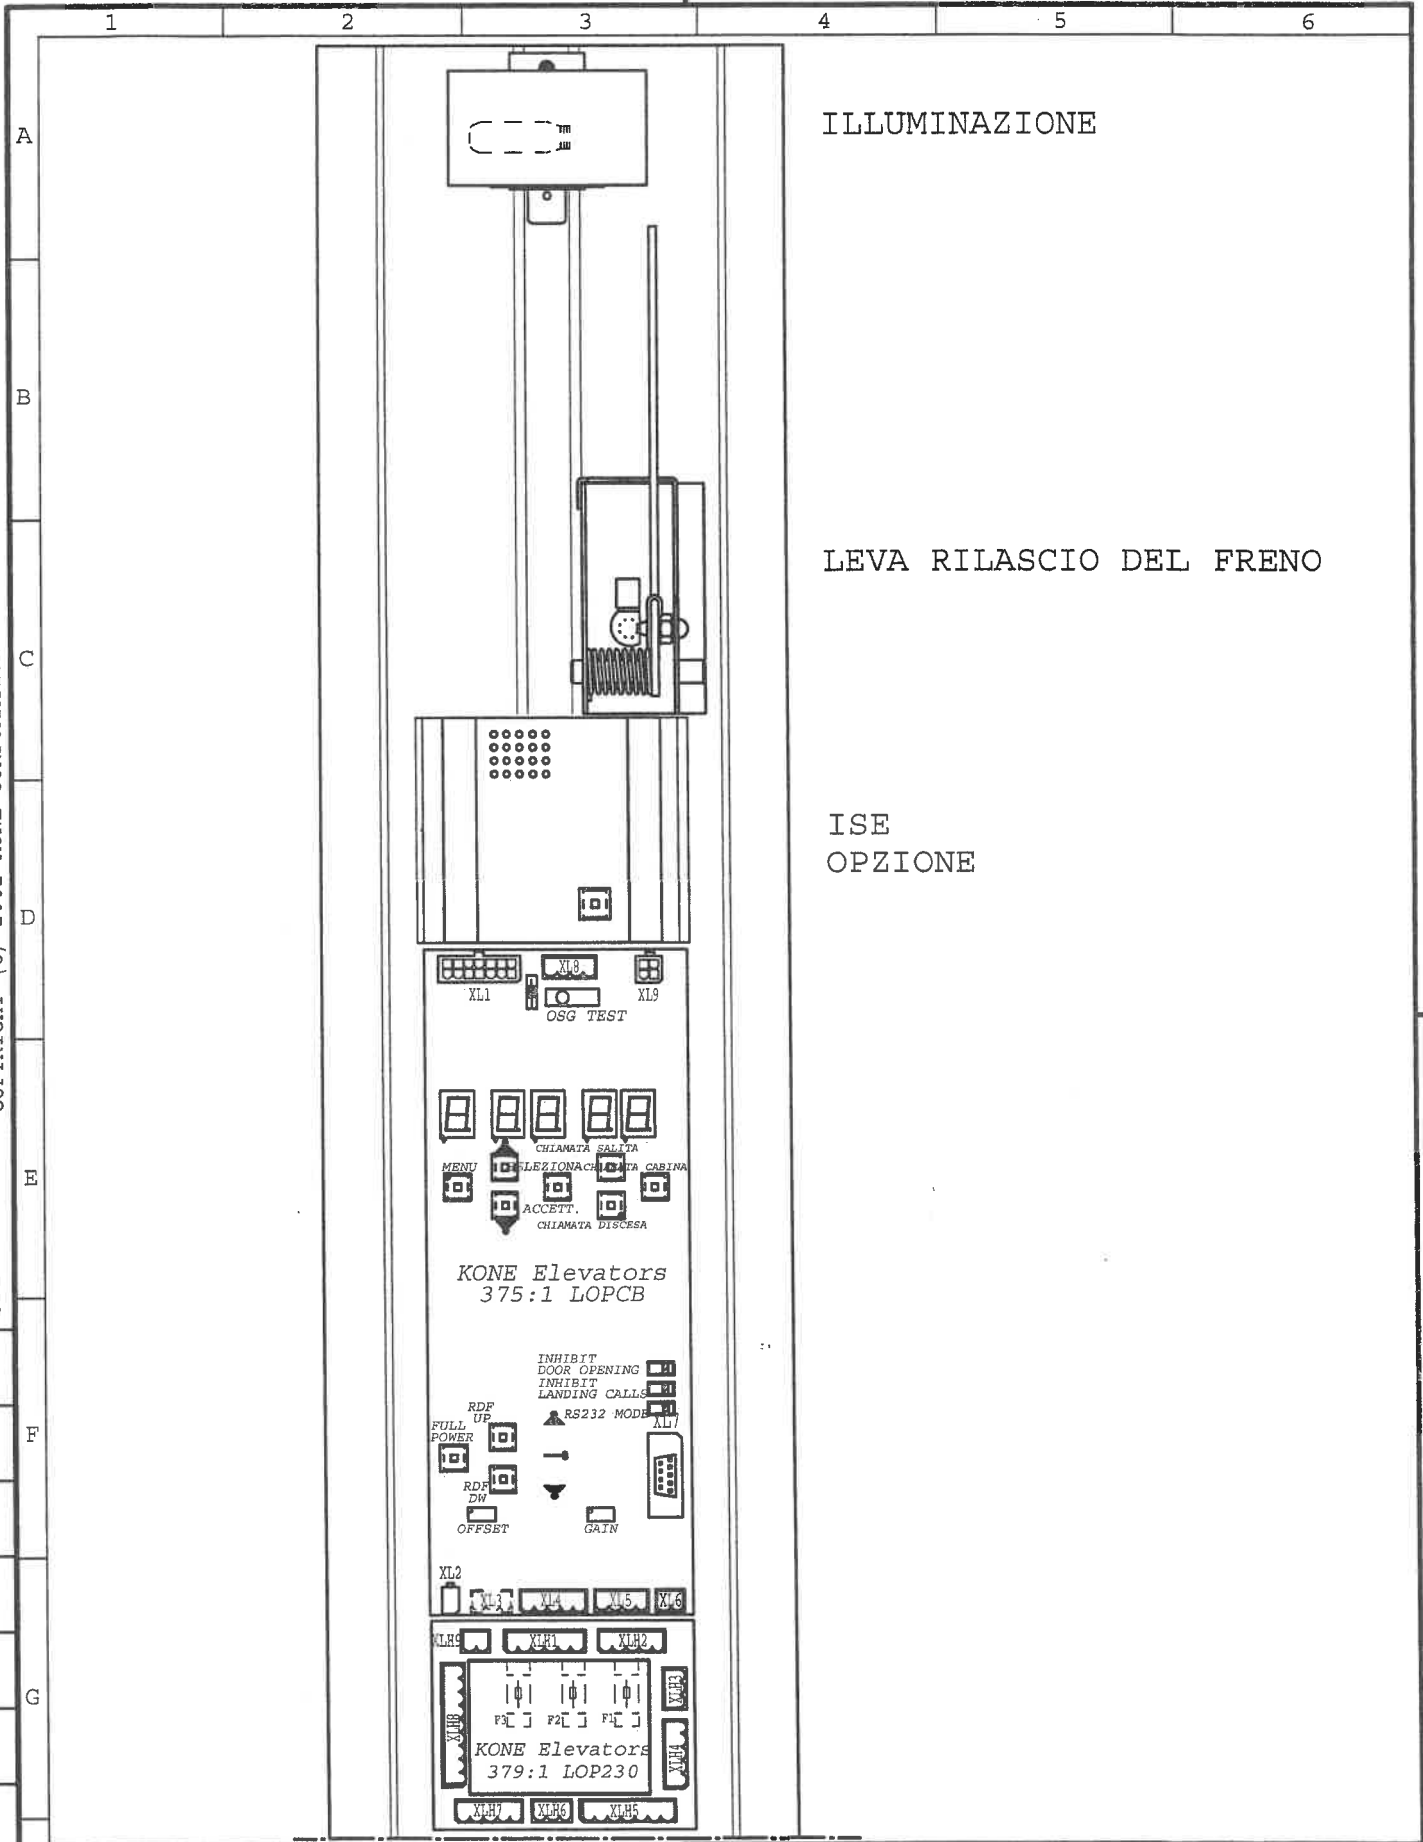 1 2 3 4 5 6
A
ILLUMINAZIONE
B
LEVA RILASCIO DEL FRENO
C
ISE
OPZIONE
D
XL8
XL1
XL9
OSG TEST
CHIAMATA SALITA
MENU
SELEZIONA
CHIAMATA CABINA
E
ACCETT.
CHIAMATA DISCESA
KONE Elevators
375:1 LOPCB
INHIBIT
DOOR OPENING
INHIBIT
LANDING CALLS
RS232 MODE
XL7
RDF
UP
FULL
POWER
F
RDF
DW
OFFSET
GAIN
XL2
XL3 XL4 XL5 XL6
XLH9 XLH1 XLH2
XLH3
G
F3 F2 F1
XLH8
XLH4
KONE Elevators
379:1 LOP230
XLH7 XLH6 XLH5